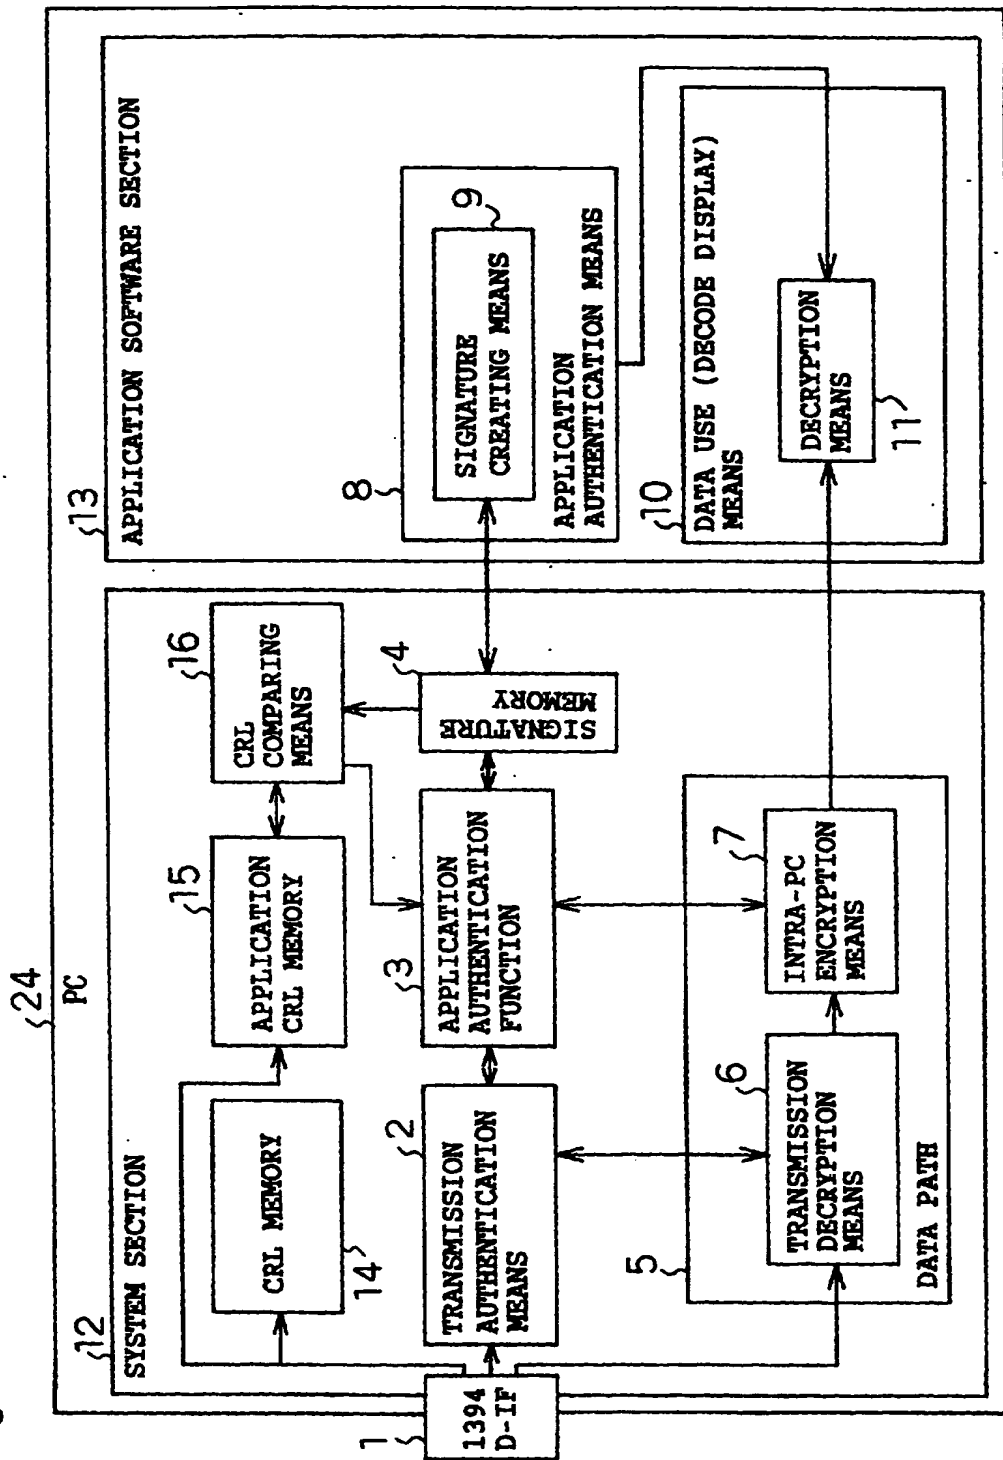 24
PC
12
SYSTEM SECTION
14
CRL MEMORY
15
APPLICATION
CRL MEMORY
16
CRL
COMPARING
MEANS
1
1394
D-IF
2
TRANSMISSION
AUTHENTICATION
MEANS
3
APPLICATION
AUTHENTICATION
FUNCTION
4
SIGNATURE
MEMORY
5
6
TRANSMISSION
DECRYPTION
MEANS
7
INTRA-PC
ENCRYPTION
MEANS
DATA PATH
13
APPLICATION SOFTWARE SECTION
8
9
SIGNATURE
CREATING MEANS
APPLICATION
AUTHENTICATION MEANS
10
DATA USE (DECODE DISPLAY)
MEANS
DECRYPTION
MEANS
11